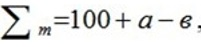 ∑ m=100 + а − в,